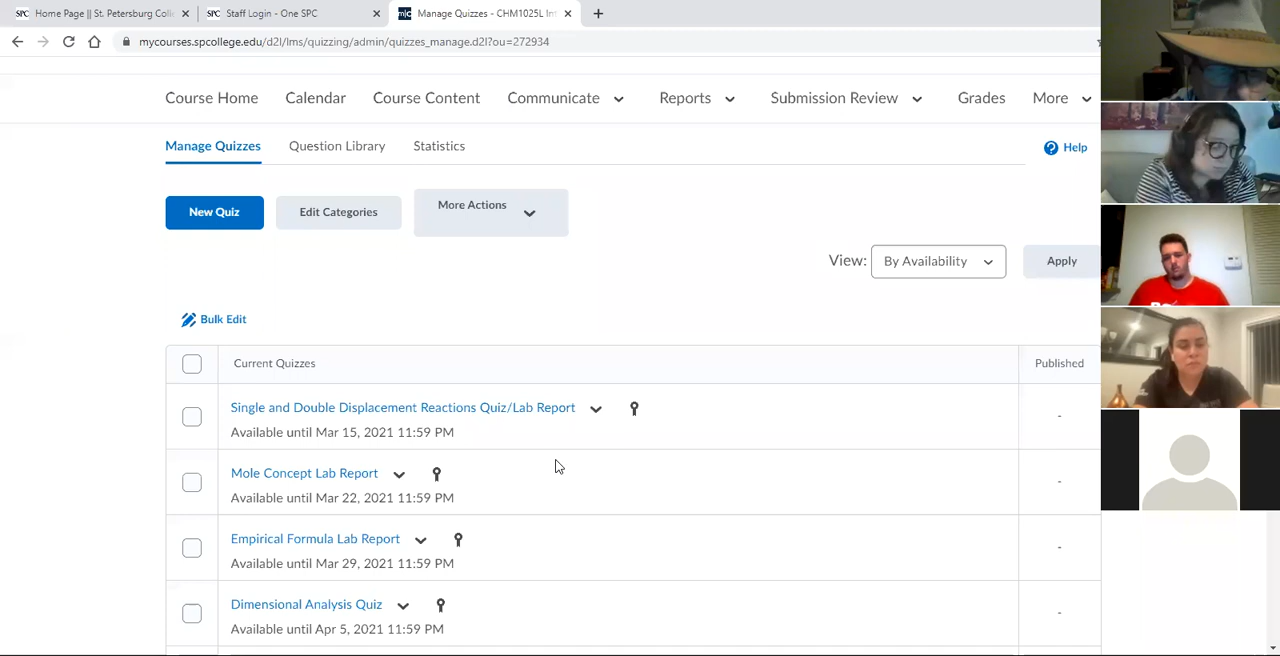 Home Page || St. Petersburg Coll
Staff Login - One SPC
Manage Quizzes - CHM1025L Int
mycourses.spcollege.edu/d2l/lms/quizzing/admin/quizzes_manage.d2l?ou=272934
Course Home Calendar Course Content Communicate Reports Submission Review Grades More
Manage Quizzes Question Library Statistics Help
New Quiz Edit Categories More Actions
View: By Availability Apply
Bulk Edit
Current Quizzes Published
Single and Double Displacement Reactions Quiz/Lab Report
Available until Mar 15, 2021 11:59 PM -
Mole Concept Lab Report
Available until Mar 22, 2021 11:59 PM -
Empirical Formula Lab Report
Available until Mar 29, 2021 11:59 PM -
Dimensional Analysis Quiz
Available until Apr 5, 2021 11:59 PM -